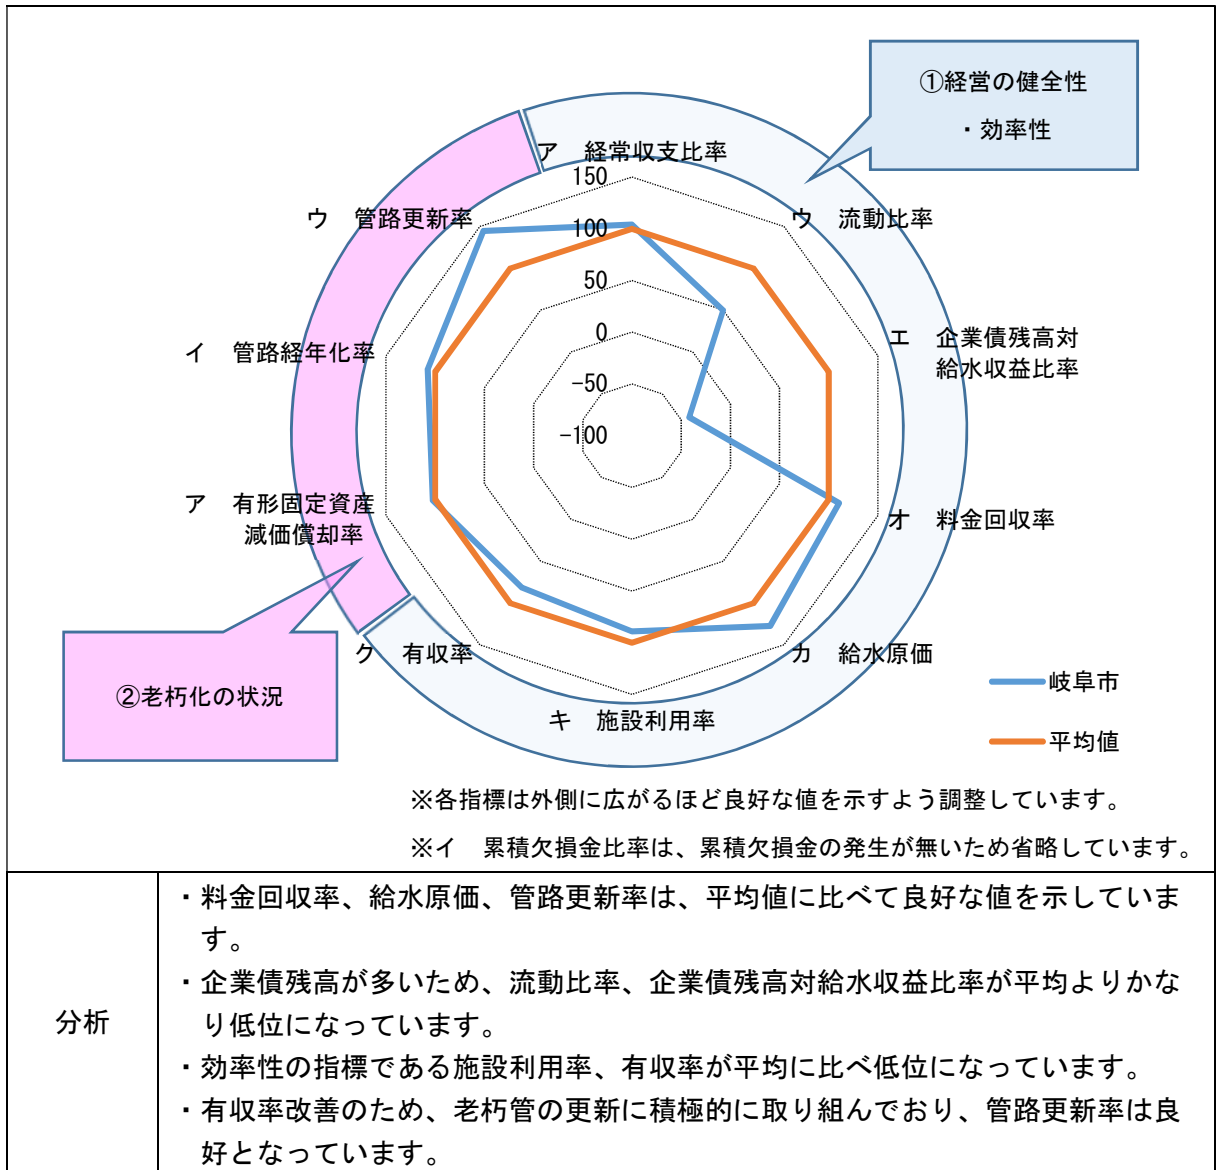 ①経営の健全性
・効率性
ア　経常収支比率
150
ウ　管路更新率
ウ　流動比率
100
50
イ　管路経年化率
0
エ　企業債残高対
給水収益比率
-50
-100
ア　有形固定資産
減価償却率
オ　料金回収率
ク　有収率
カ　給水原価
②老朽化の状況
キ　施設利用率
岐阜市
平均値
※各指標は外側に広がるほど良好な値を示すよう調整しています。
※イ　累積欠損金比率は、累積欠損金の発生が無いため省略しています。
分析
・料金回収率、給水原価、管路更新率は、平均値に比べて良好な値を示していま
す。
・企業債残高が多いため、流動比率、企業債残高対給水収益比率が平均よりかな
り低位になっています。
・効率性の指標である施設利用率、有収率が平均に比べ低位になっています。
・有収率改善のため、老朽管の更新に積極的に取り組んでおり、管路更新率は良
好となっています。